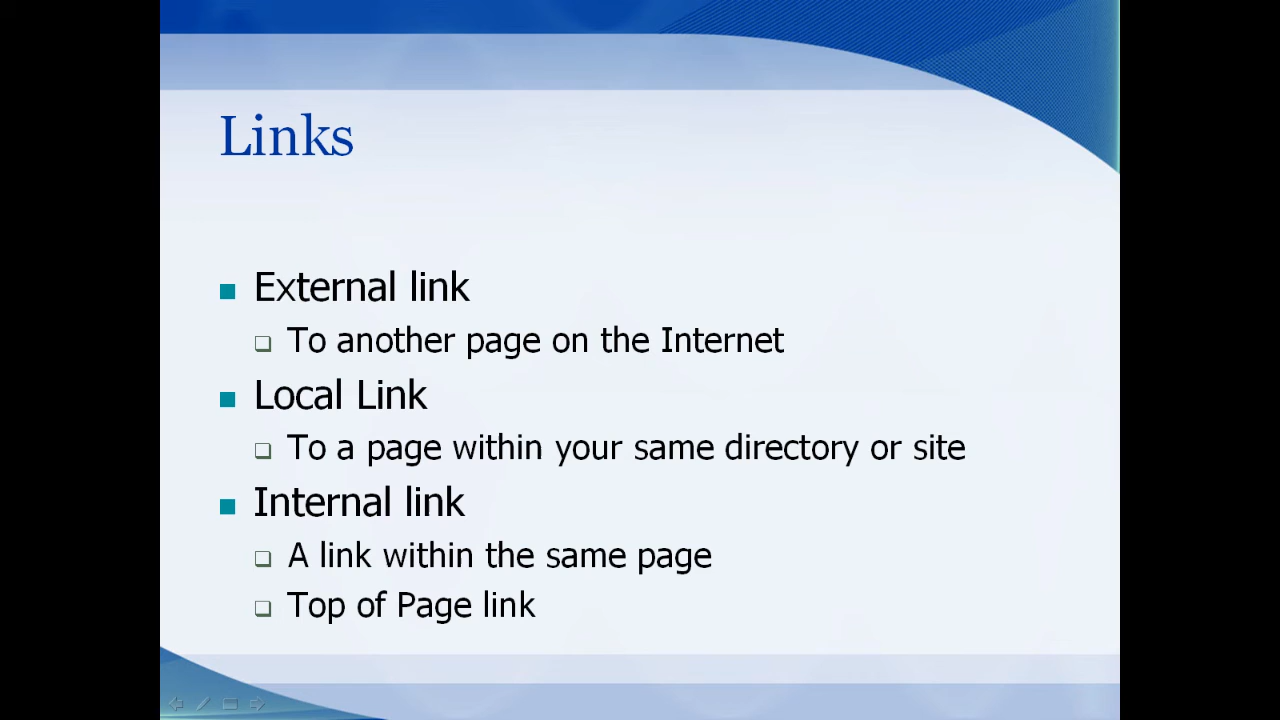 Links
External link
To another page on the Internet
Local Link
To a page within your same directory or site
Internal link
A link within the same page
Top of Page link